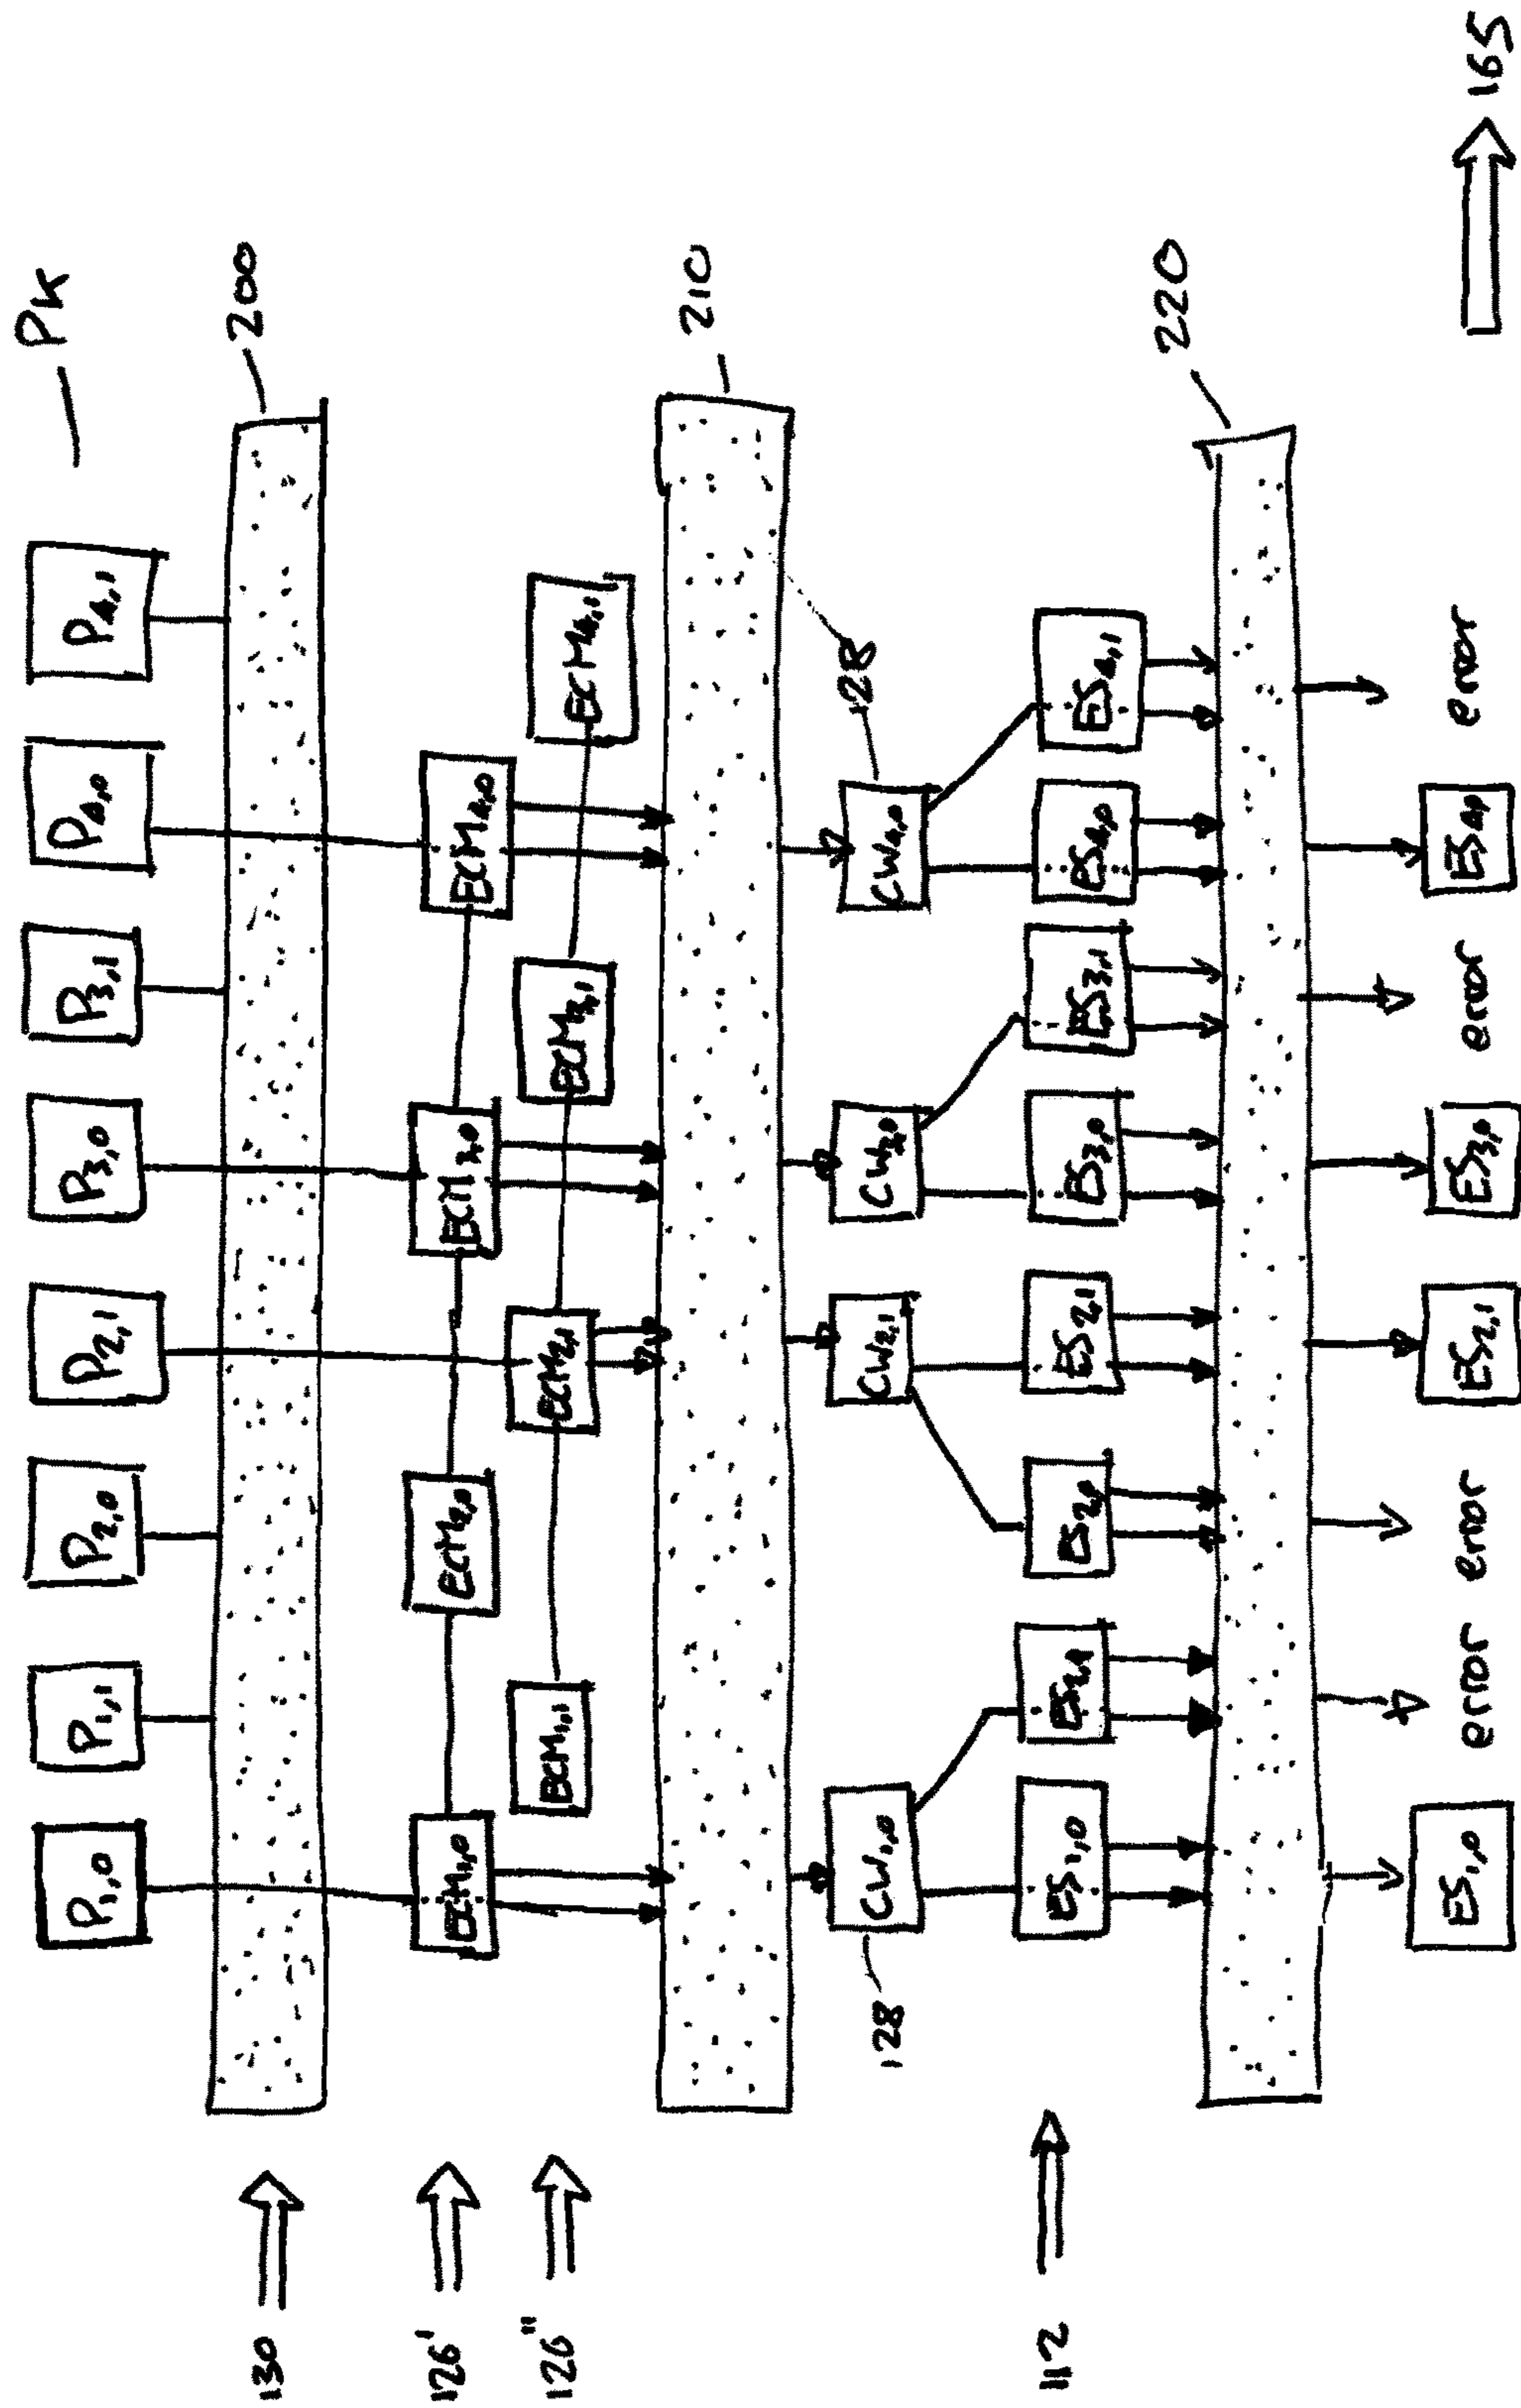 P1,0 P1,1 P2,0 P2,1 P3,0 P3,1 P4,0 P4,1 PK
130 200
126' ECM1,0 ECM2,0 ECM3,0 ECM4,0
126" ECM1,1 ECM2,1 ECM3,1 ECM4,1
210
128 CW1,0 CW2,1 CW3,0 CW4,0 128
112 ES1,0 ES2,0 ES2,1 ES3,0 ES3,1 ES4,0 ES4,1
220
ES1,0 error error ES2,1 ES3,0 error ES4,0 error
165